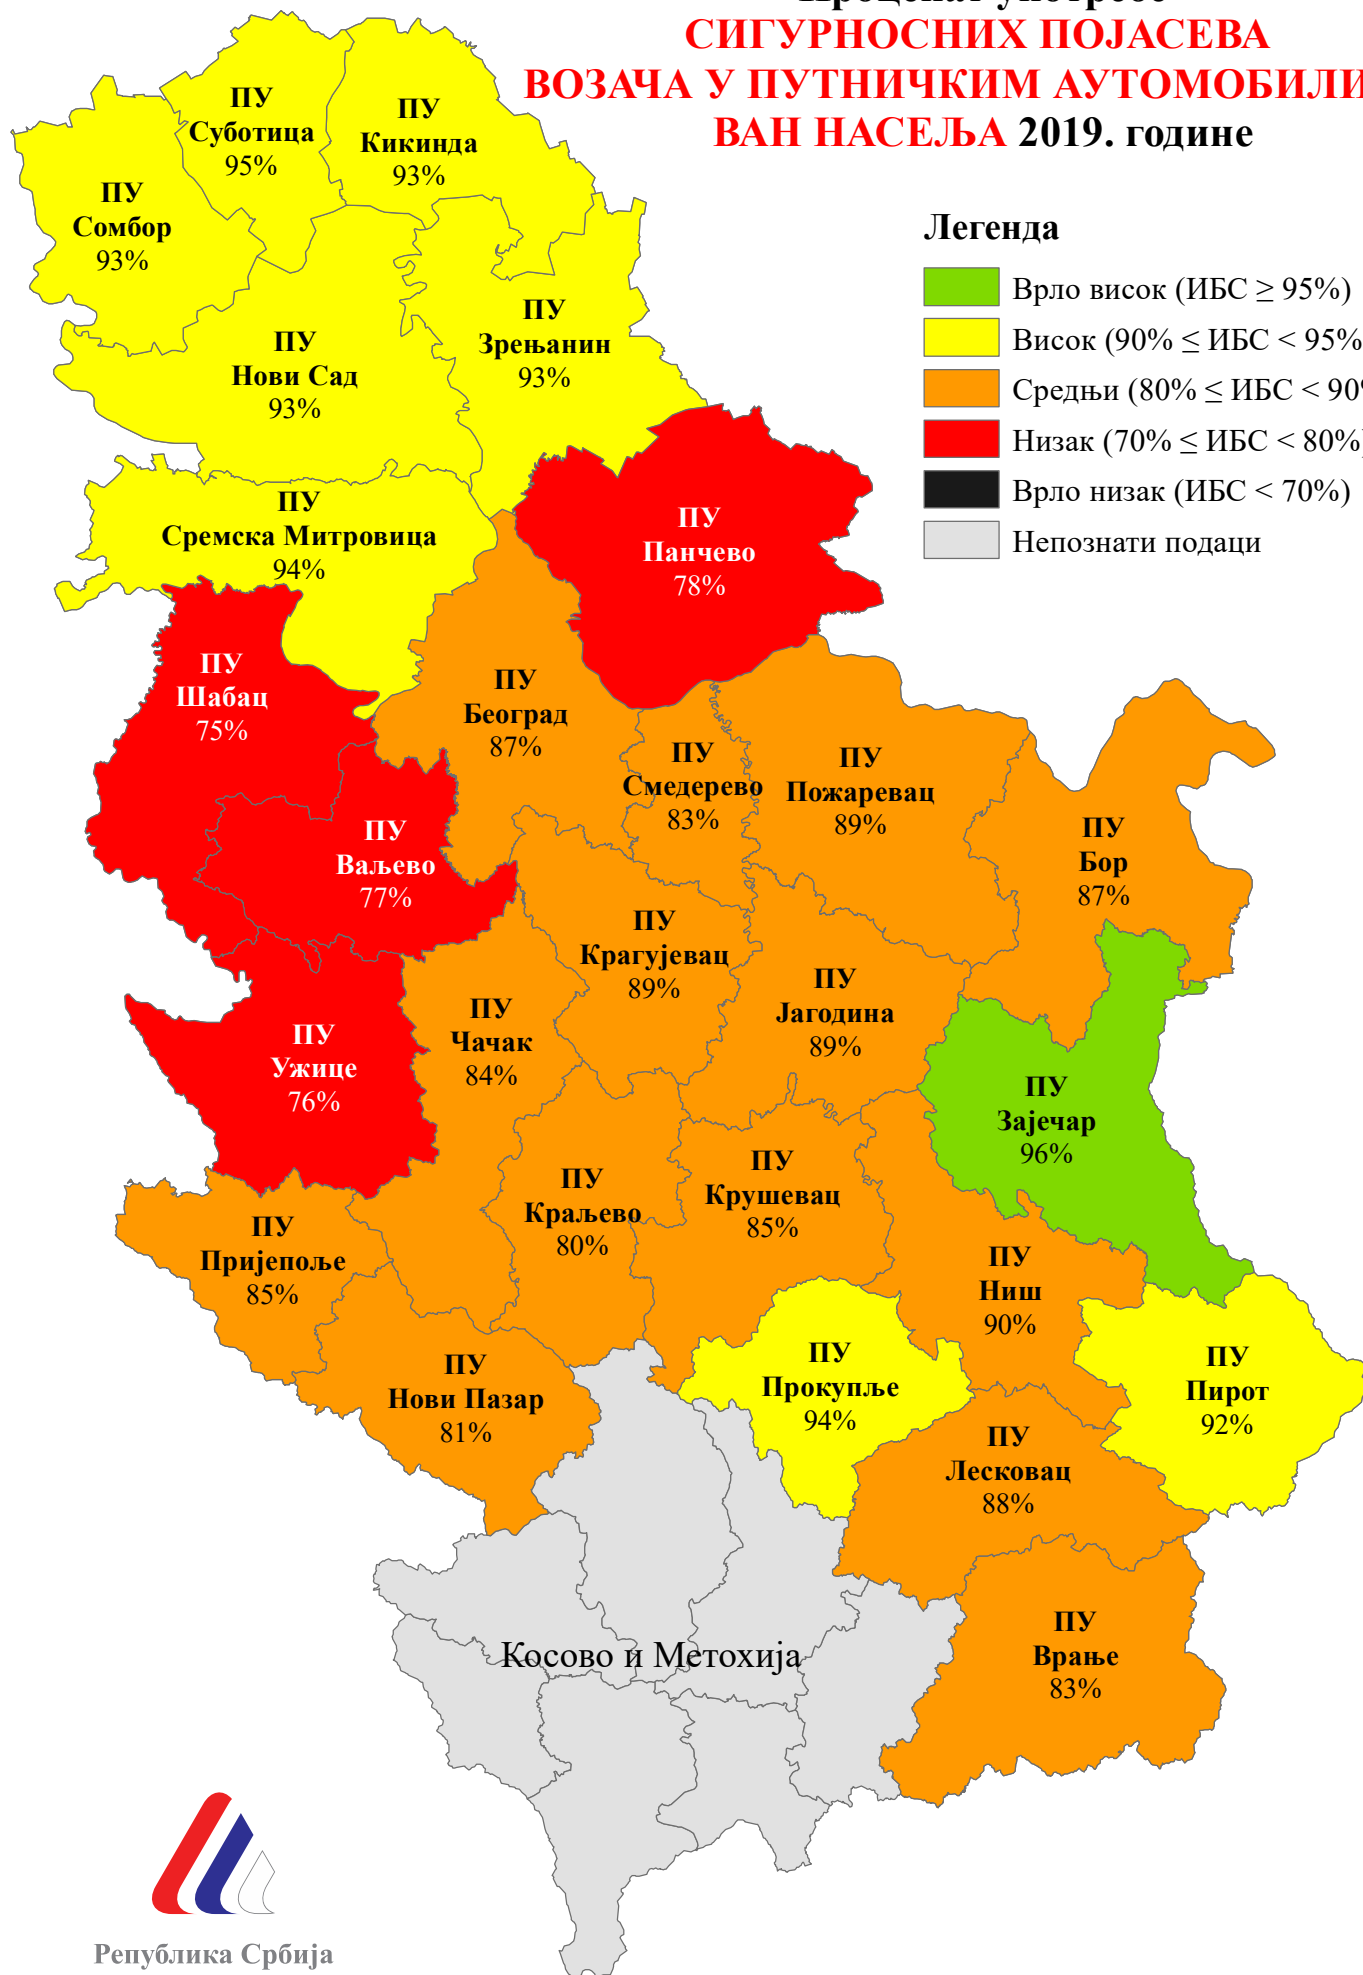 Проценат употребе
СИГУРНОСНИХ ПОЈАСЕВА
ВОЗАЧА У ПУТНИЧКИМ АУТОМОБИЛИ
ВАН НАСЕЉА 2019. године
Легенда
Врло висок (ИБС ≥ 95%)
Висок (90% ≤ ИБС < 95%
Средњи (80% ≤ ИБС < 90%
Низак (70% ≤ ИБС < 80%)
Врло низак (ИБС < 70%)
Непознати подаци
ПУ
Суботица
95%
ПУ
Кикинда
93%
ПУ
Сомбор
93%
ПУ
Зрењанин
93%
ПУ
Нови Сад
93%
ПУ
Сремска Митровица
94%
ПУ
Панчево
78%
ПУ
Шабац
75%
ПУ
Београд
87%
ПУ
Смедерево
83%
ПУ
Пожаревац
89%
ПУ
Бор
87%
ПУ
Ваљево
77%
ПУ
Крагујевац
89%
ПУ
Јагодина
89%
ПУ
Чачак
84%
ПУ
Ужице
76%
ПУ
Зајечар
96%
ПУ
Крушевац
85%
ПУ
Краљево
80%
ПУ
Пријепоље
85%
ПУ
Ниш
90%
ПУ
Нови Пазар
81%
ПУ
Прокупље
94%
ПУ
Пирот
92%
ПУ
Лесковац
88%
ПУ
Врање
83%
Косово и Метохија
Република Србија